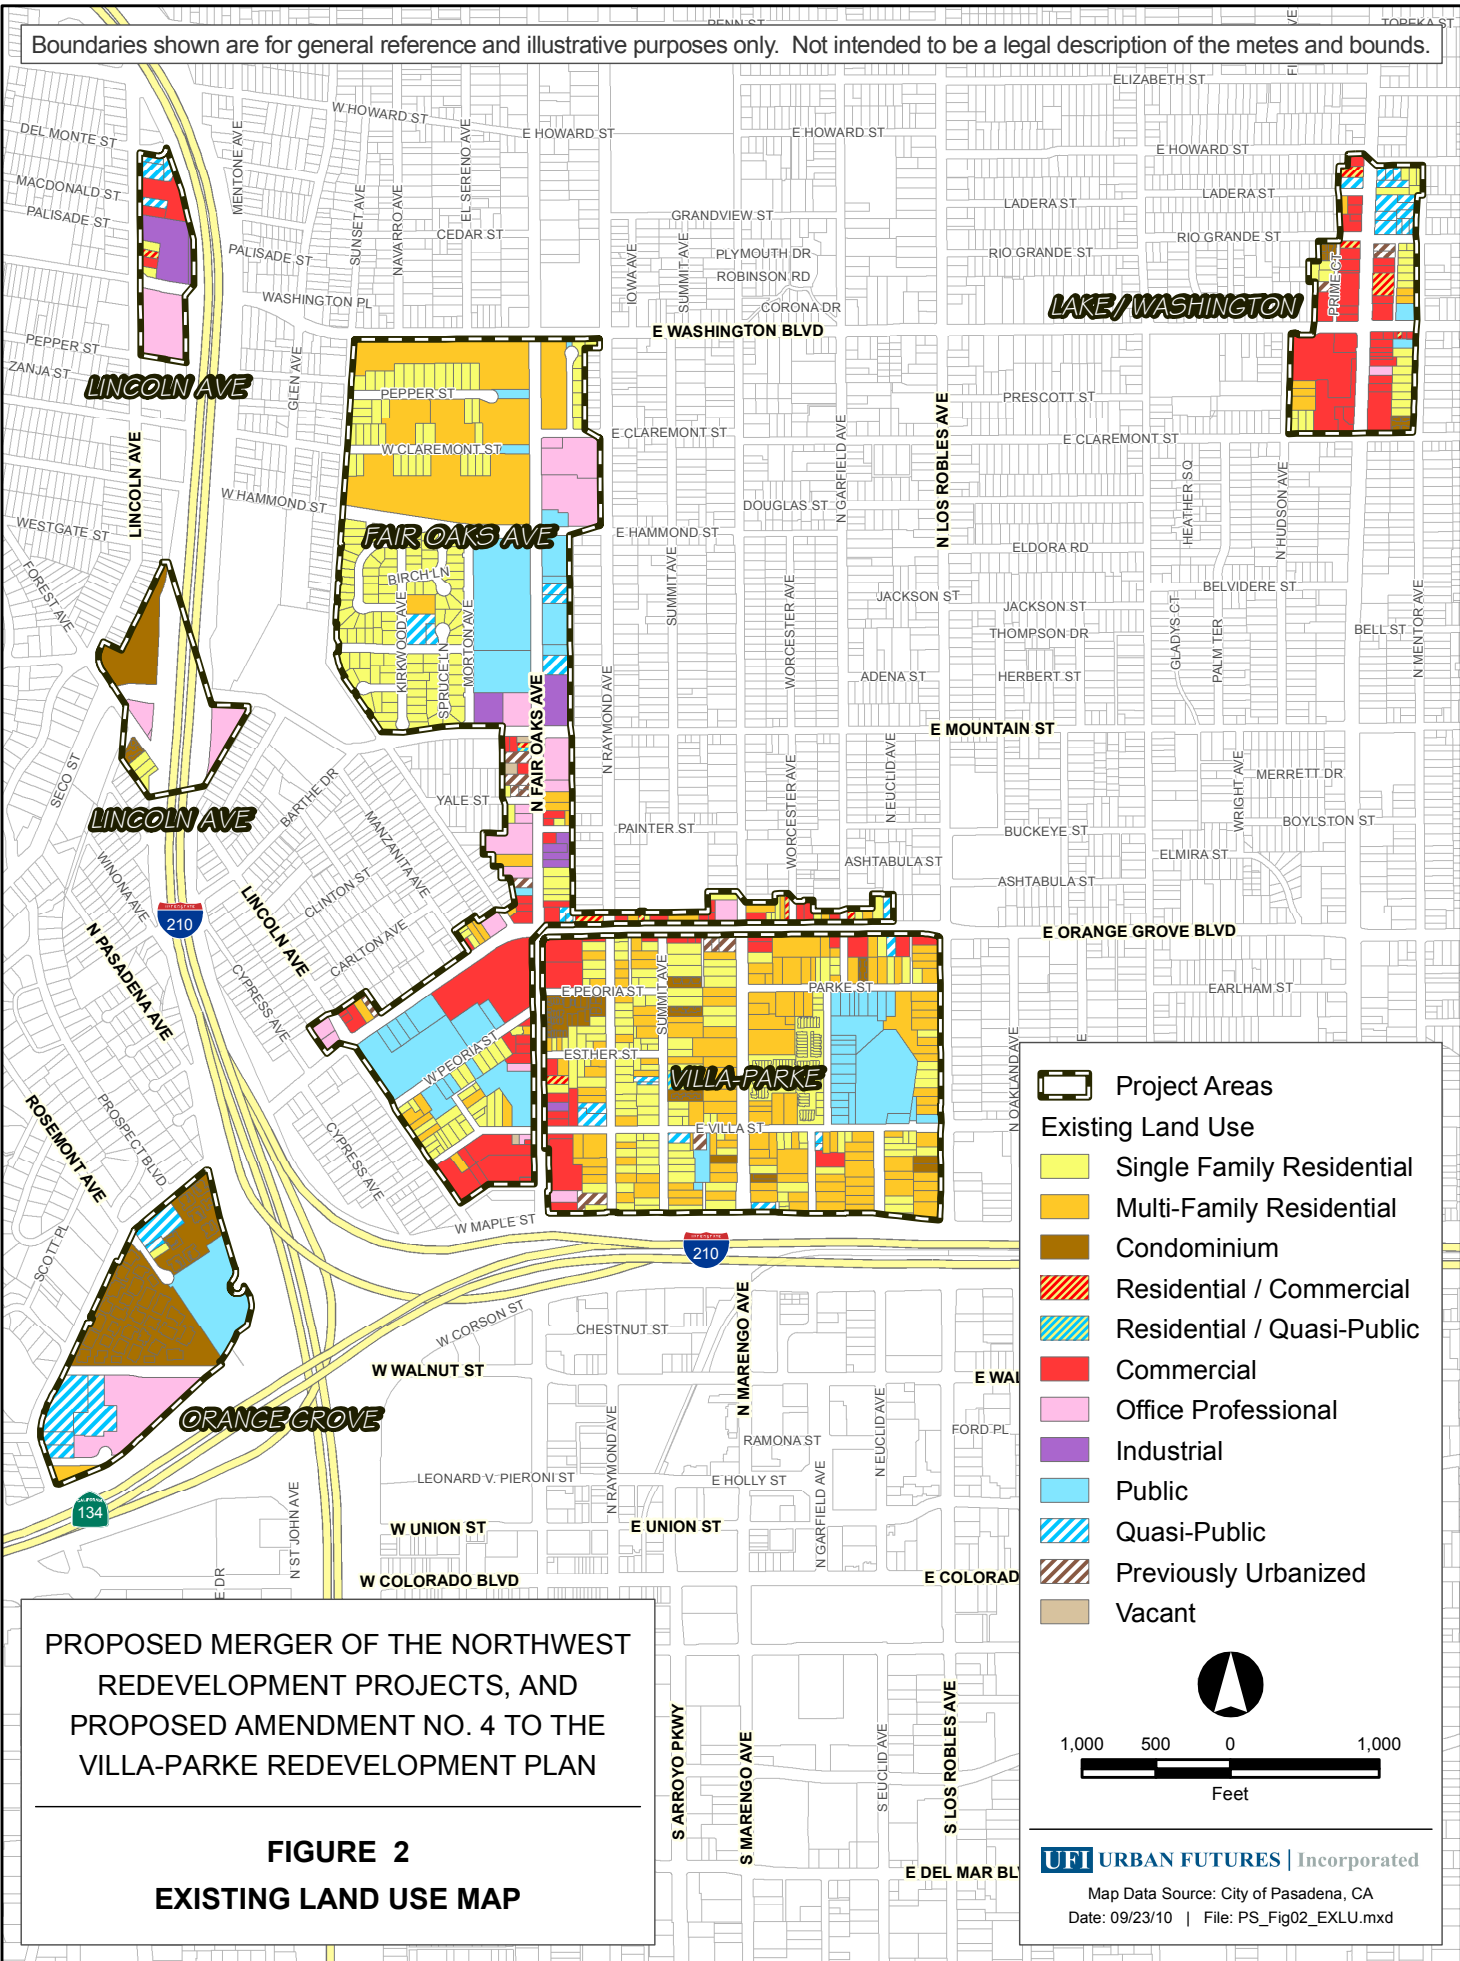 PENN ST
TOPEKA ST
Boundaries shown are for general reference and illustrative purposes only. Not intended to be a legal description of the metes and bounds.
ELIZABETH ST
W HOWARD ST
E HOWARD ST
E HOWARD ST
E HOWARD ST
DEL MONTE ST
MENTONE AVE
MACDONALD ST
PALISADE ST
PALISADE ST
SUNSET AVE
NAVARRO AVE
EL SERENO AVE
CEDAR ST
GRANDVIEW ST
LADERA ST
LADERA ST
RIO GRANDE ST
RIO GRANDE ST
PLYMOUTH DR
ROBINSON RD
CORONA DR
IOWA AVE
SUMMIT AVE
WASHINGTON PL
PRIME CT
LAKE / WASHINGTON
E WASHINGTON BLVD
PEPPER ST
ZANJA ST
LINCOLN AVE
GLEN AVE
PEPPER ST
W CLAREMONT ST
E CLAREMONT ST
E CLAREMONT ST
PRESCOTT ST
N GARFIELD AVE
N LOS ROBLES AVE
LINCOLN AVE
W HAMMOND ST
WESTGATE ST
DOUGLAS ST
HEATHER SQ
N HUDSON AVE
FAIR OAKS AVE
E HAMMOND ST
ELDORA RD
FOREST AVE
BIRCH LN
BELVIDERE ST
JACKSON ST
JACKSON ST
THOMPSON DR
BELL ST
N MENTOR AVE
SUMMIT AVE
WORCESTER AVE
KIRKWOOD AVE
SPRUCE LN
MORTON AVE
ADENA ST
HERBERT ST
GLADYS CT
PALM TER
N FAIR OAKS AVE
N RAYMOND AVE
E MOUNTAIN ST
SECO ST
BARTHE DR
MERRETT DR
YALE ST
LINCOLN AVE
MANZANITA AVE
PAINTER ST
WORCESTER AVE
N EUCLID AVE
BUCKEYE ST
WRIGHT AVE
BOYLSTON ST
ELMIRA ST
ASHTABULA ST
ASHTABULA ST
WINONA AVE
CLINTON ST
LINCOLN AVE
CARLTON AVE
INTERSTATE
210
N PASADENA AVE
CYPRESS AVE
E ORANGE GROVE BLVD
E PEORIA ST
SUMMIT AVE
PARKE ST
EARLHAM ST
W PEORIA ST
ESTHER ST
VILLA-PARKE
N OAKLAND AVE
E VILLA ST
ROSEMONT AVE
PROSPECT BLVD
CYPRESS AVE
W MAPLE ST
SCOTT PL
INTERSTATE
210
W CORSON ST
CHESTNUT ST
N MARENGO AVE
W WALNUT ST
E WAL
ORANGE GROVE
RAMONA ST
N EUCLID AVE
FORD PL
LEONARD V. PIERONI ST
N RAYMOND AVE
E HOLLY ST
N GARFIELD AVE
CALIFORNIA
134
N ST JOHN AVE
W UNION ST
E UNION ST
E DR
W COLORADO BLVD
E COLORAD
S ARROYO PKWY
S MARENGO AVE
S EUCLID AVE
S LOS ROBLES AVE
E DEL MAR BLV
Project Areas
Existing Land Use
Single Family Residential
Multi-Family Residential
Condominium
Residential / Commercial
Residential / Quasi-Public
Commercial
Office Professional
Industrial
Public
Quasi-Public
Previously Urbanized
Vacant
1,000 500 0 1,000
Feet
UFI URBAN FUTURES | Incorporated
Map Data Source: City of Pasadena, CA
Date: 09/23/10 | File: PS_Fig02_EXLU.mxd
PROPOSED MERGER OF THE NORTHWEST
REDEVELOPMENT PROJECTS, AND
PROPOSED AMENDMENT NO. 4 TO THE
VILLA-PARKE REDEVELOPMENT PLAN
FIGURE 2
EXISTING LAND USE MAP